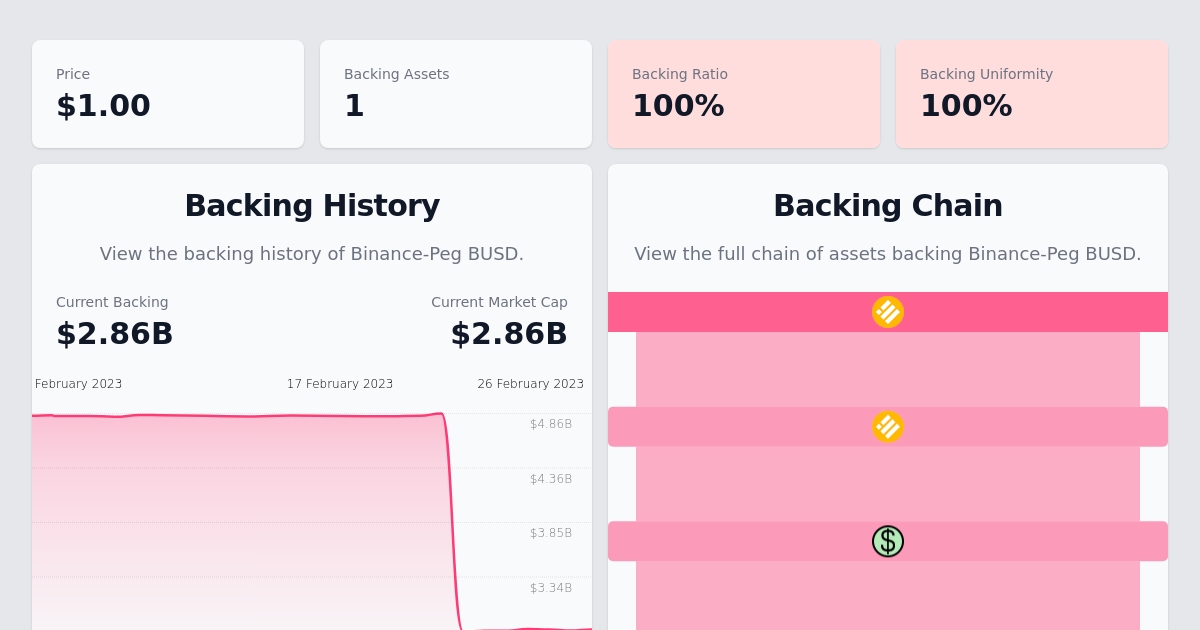 Price
$1.00
Backing Assets
1
Backing Ratio
100%
Backing Uniformity
100%
Backing History
View the backing history of Binance-Peg BUSD.
Current Backing
$2.86B
Current Market Cap
$2.86B
February 2023
17 February 2023
26 February 2023
$4.86B
$4.36B
$3.85B
$3.34B
Backing Chain
View the full chain of assets backing Binance-Peg BUSD.
$